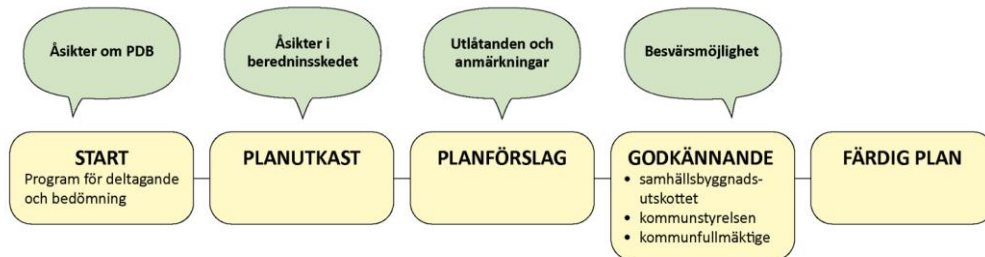 Åsikter om PDB
Åsikter i
beredninsskedet
Utlåtanden och
anmärkningar
Besvärsmöjlighet
START
Program för deltagande
och bedömning
PLANUTKAST
PLANFÖRSLAG
GODKÄNNANDE
• samhällsbyggnads-
utskottet
• kommunstyrelsen
• kommunfullmäktige
FÄRDIG PLAN